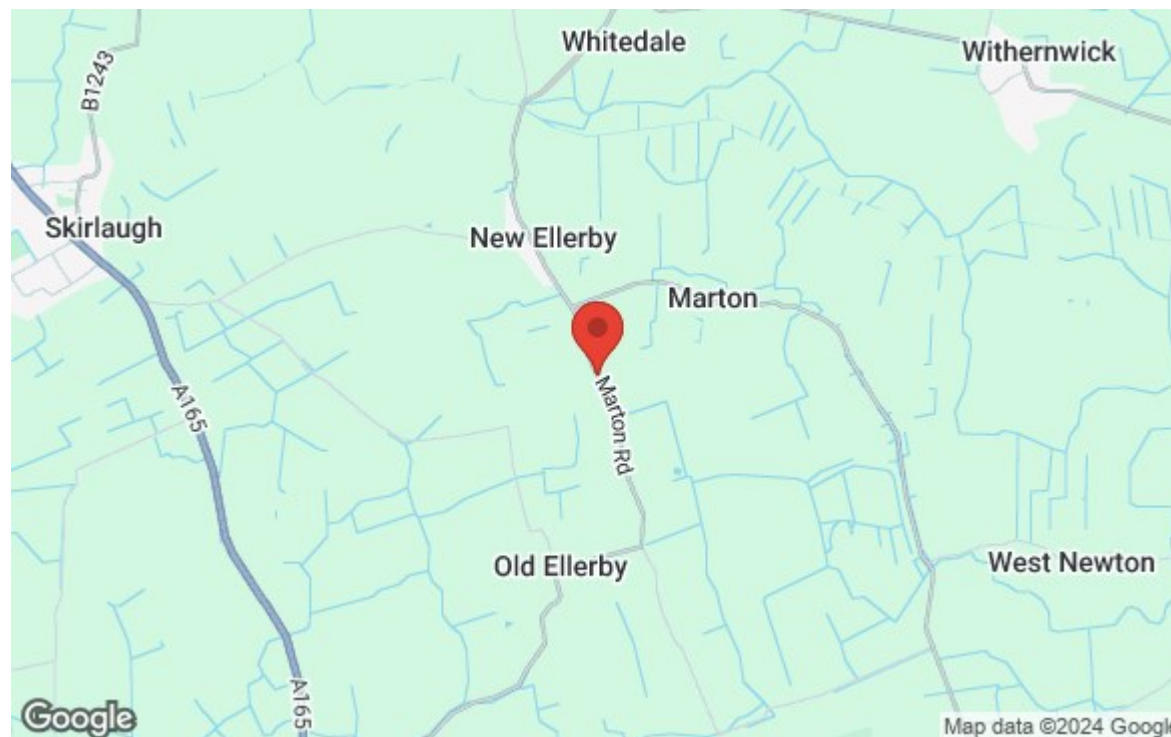 Whitedale
Withernwick
B1243
Skirlaugh
New Ellerby
Marton
A165
Marton Rd
Old Ellerby
West Newton
A165
Google
Map data ©2024 Google